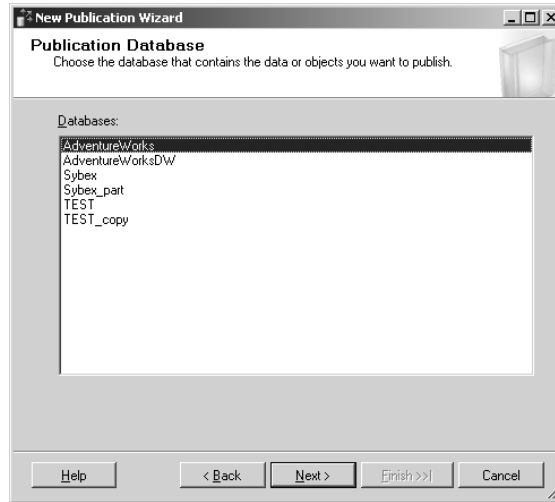 New Publication Wizard
Publication Database
Choose the database that contains the data or objects you want to publish.
Databases:
AdventureWorks
AdventureWorksDW
Sybex
Sybex_part
TEST
TEST_copy
Help
< Back
Next >
Finish >>|
Cancel